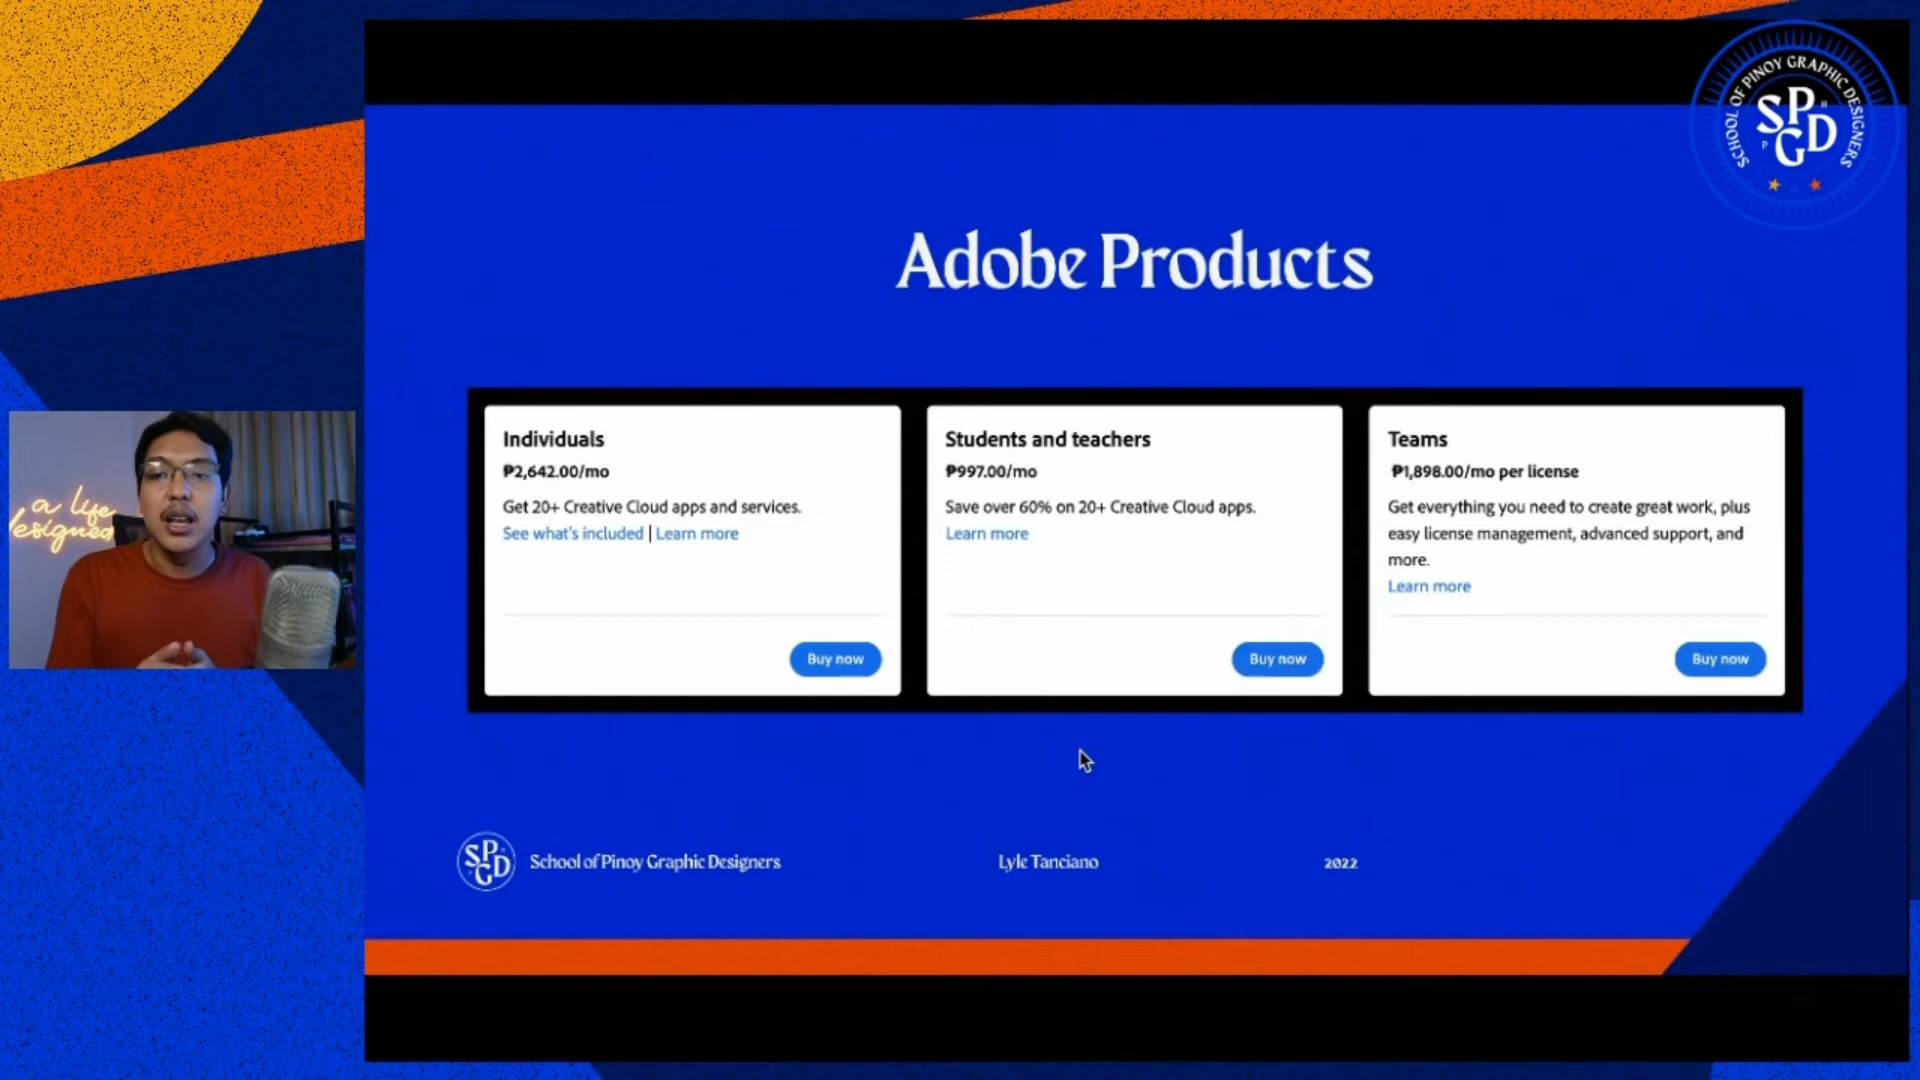 SCHOOL OF PINOY GRAPHIC DESIGNERS
SPGD
PH
Adobe Products
Individuals
₱2,642.00/mo
Get 20+ Creative Cloud apps and services.
See what's included | Learn more
Buy now
Students and teachers
₱997.00/mo
Save over 60% on 20+ Creative Cloud apps.
Learn more
Buy now
Teams
₱1,898.00/mo per license
Get everything you need to create great work, plus
easy license management, advanced support, and
more.
Learn more
Buy now
a life
esigned
SPGD
School of Pinoy Graphic Designers
Lyle Tanciano
2022